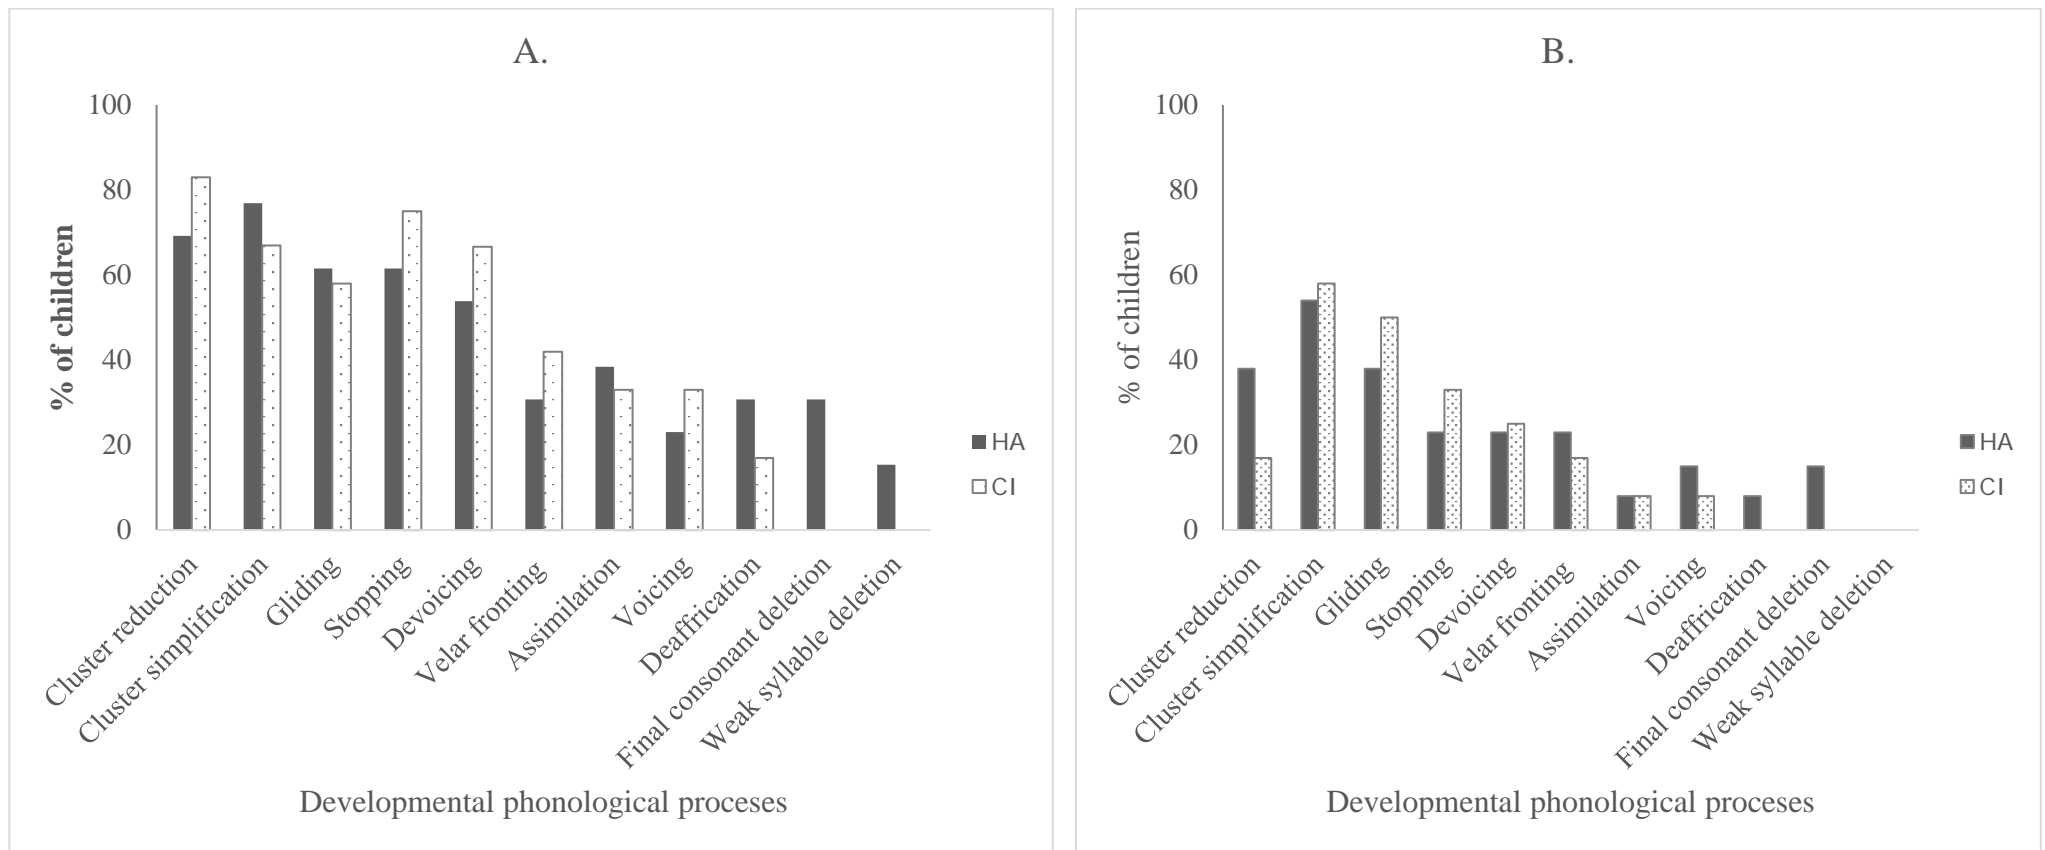 A.
% of children
100
80
60
40
20
0
Cluster reduction
Cluster simplification
Gliding
Stopping
Devoicing
Velar fronting
Assimilation
Voicing
Deaffrication
Final consonant deletion
Weak syllable deletion
HA
CI
Developmental phonological proceses
B.
% of children
100
80
60
40
20
0
Cluster reduction
Cluster simplification
Gliding
Stopping
Devoicing
Velar fronting
Assimilation
Voicing
Deaffrication
Final consonant deletion
Weak syllable deletion
HA
CI
Developmental phonological proceses